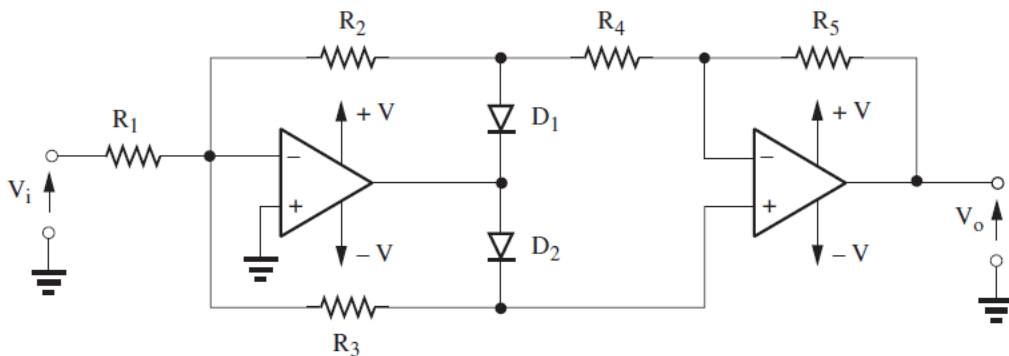 R2
R4
R5
+ V
D1
+ V
R1
−
−
Vi
+
+
D2
Vo
− V
− V
R3